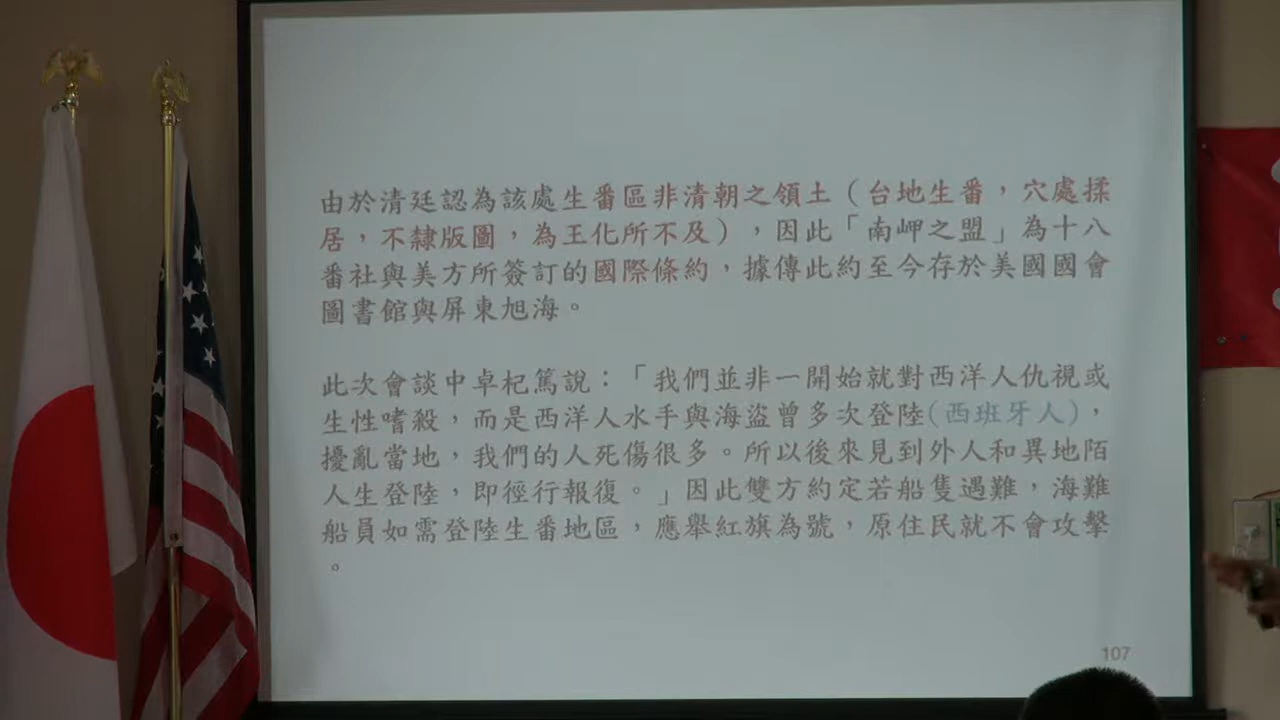 由於清廷認為該處生番區非清朝之領土（台地生番，穴處揉
居，不隸版圖，為王化所不及），因此「南岬之盟」為十八
番社與美方所簽訂的國際條約，據傳此約至今存於美國國會
圖書館與屏東旭海。
此次會談中卓杞篤說：「我們並非一開始就對西洋人仇視或
生性嗜殺，而是西洋人水手與海盜曾多次登陸(西班牙人)，
擾亂當地，我們的人死傷很多。所以後來見到外人和異地陌
人生登陸，即徑行報復。」因此雙方約定若船隻遇難，海難
船員如需登陸生番地區，應舉紅旗為號，原住民就不會攻擊
。
107